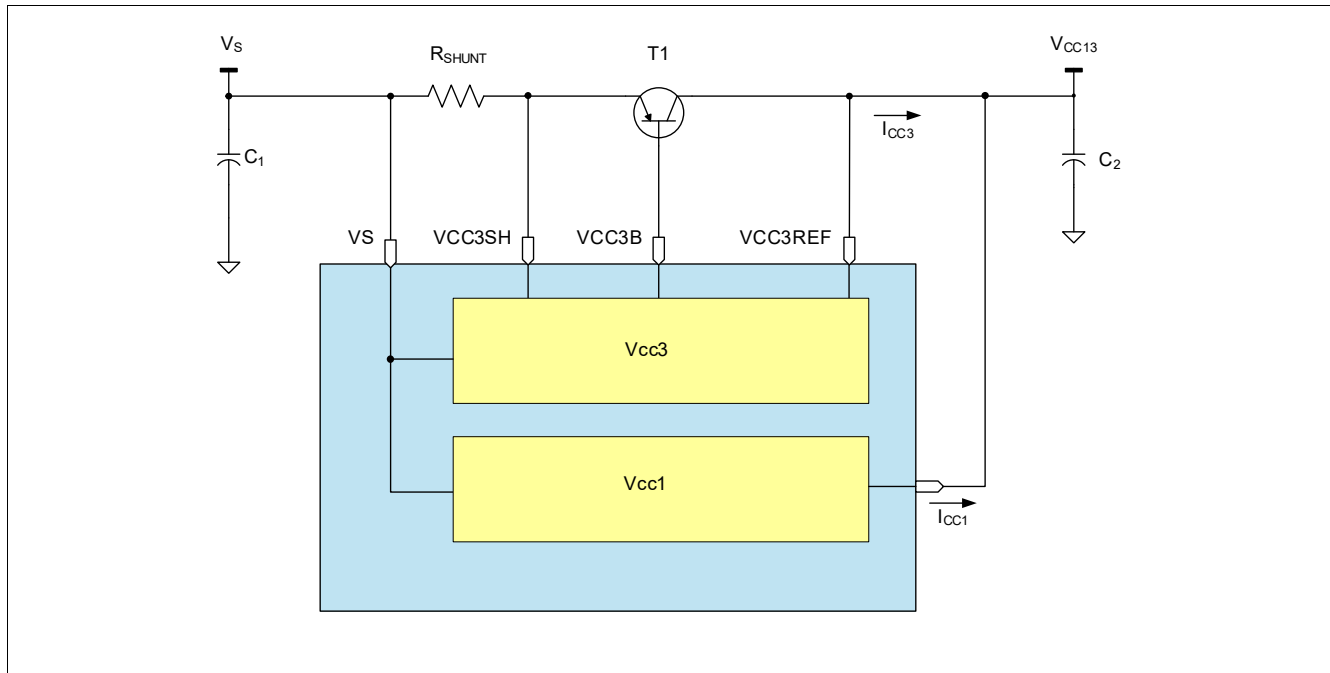 VS
RSHUNT
T1
VCC13
C1
ICC3
C2
VS
VCC3SH
VCC3B
VCC3REF
Vcc3
Vcc1
ICC1